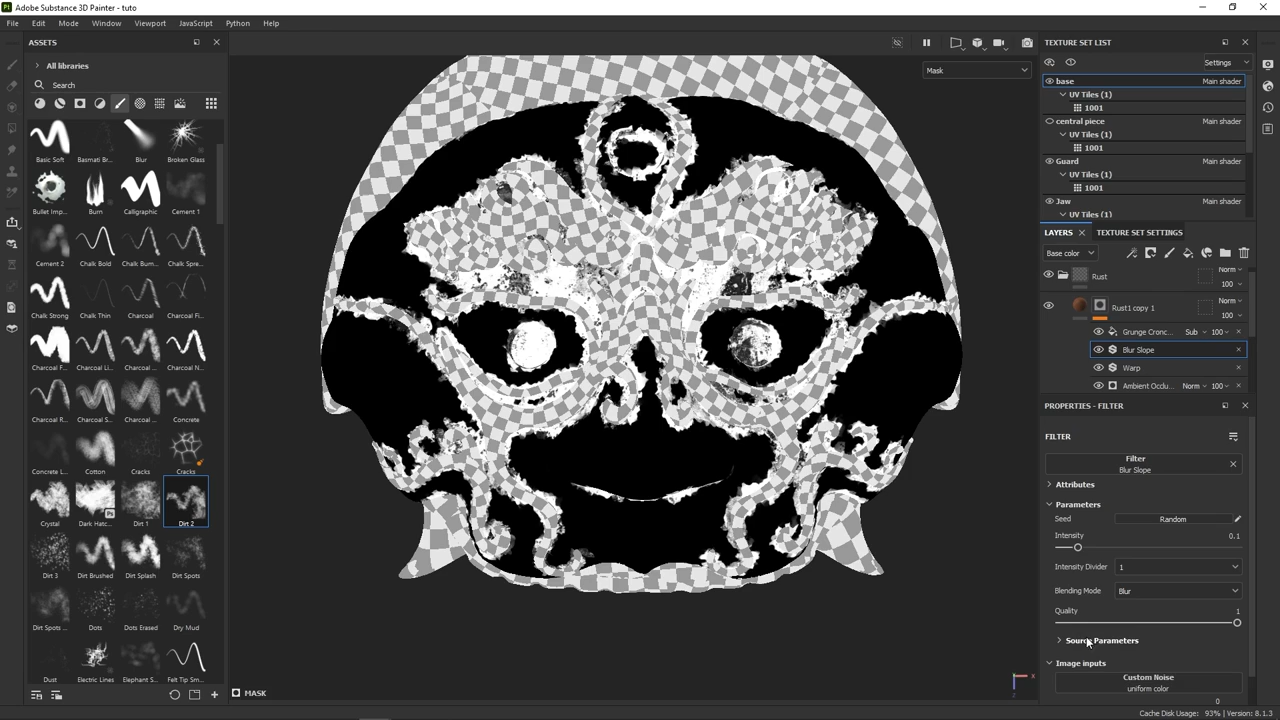 Adobe Substance 3D Painter - tuto
File Edit Mode Window Viewport JavaScript Python Help
ASSETS
All libraries
Search
Basic Soft Basmati Br... Blur Broken Glass
Bullet Imp... Burn Calligraphic Cement 1
Cement 2 Chalk Bold Chalk Bum... Chalk Spre...
Chalk Strong Chalk Thin Charcoal Charcoal Fi...
Charcoal F... Charcoal Li... Charcoal ... Charcoal N...
Charcoal R... Charcoal S... Charcoal ... Concrete
Concrete L... Cotton Cracks Cracks
Crystal Dark Hatc... Dirt 1 Dirt 2
Dirt 3 Dirt Brushed Dirt Splash Dirt Spots
Dirt Spots ... Dots Dots Erased Dry Mud
Dust Electric Lines Elephant S... Felt Tip Sm...
Mask
MASK
TEXTURE SET LIST
Settings
base Main shader
UV Tiles (1)
1001
central piece Main shader
UV Tiles (1)
1001
Guard Main shader
UV Tiles (1)
1001
Jaw Main shader
UV Tiles (1)
LAYERS TEXTURE SET SETTINGS
Base color
Rust Norm
100
Rust1 copy 1 Norm
100
Grunge Cronc... Sub 100
Blur Slope
Warp
Ambient Occlu... Norm 100
PROPERTIES - FILTER
FILTER
Filter
Blur Slope
Attributes
Parameters
Seed Random
Intensity 0.1
Intensity Divider 1
Blending Mode Blur
Quality 1
Source Parameters
Image inputs
Custom Noise
uniform color
0
Cache Disk Usage: 93% | Version: 8.1.3